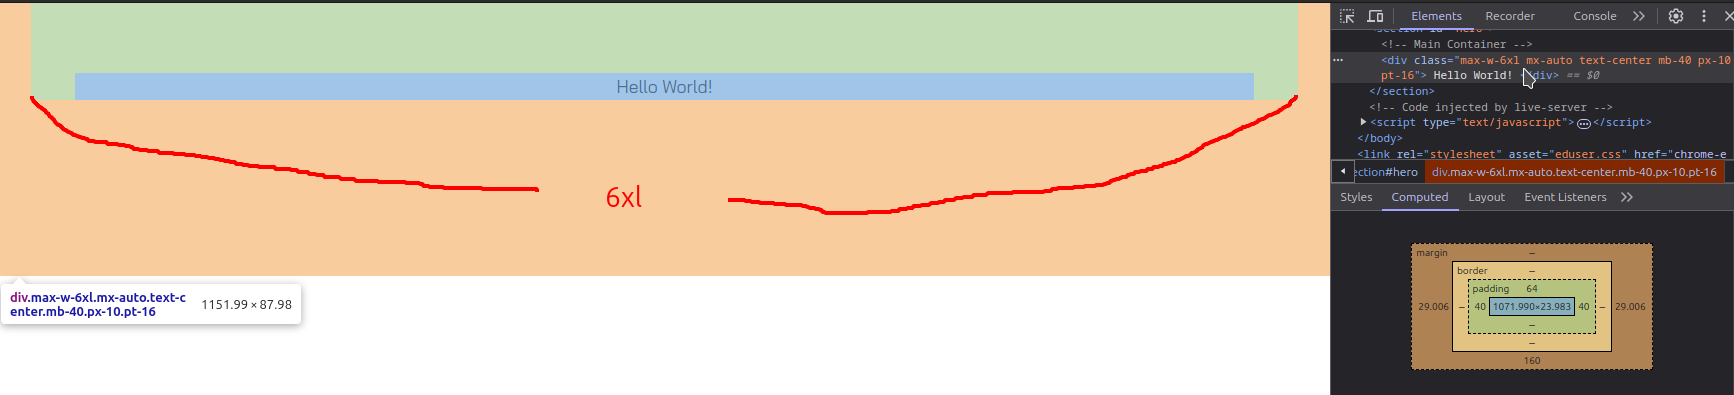 Hello World!
6xl
div.max-w-6xl.mx-auto.text-c
enter.mb-40.px-10.pt-16
1151.99 × 87.98
Elements
Recorder
Console
<!-- Main Container -->
<div class="max-w-6xl mx-auto text-center mb-40 px-10
pt-16"> Hello World! </div> == $0
</section>
<!-- Code injected by live-server -->
<script type="text/javascript"> </script>
</body>
<link rel="stylesheet" asset="eduser.css" href="chrome-e
ection#hero
div.max-w-6xl.mx-auto.text-center.mb-40.px-10.pt-16
Styles
Computed
Layout
Event Listeners
margin
–
border
–
padding
64
29.006
–
40
1071.990×23.983
40
–
29.006
–
–
160